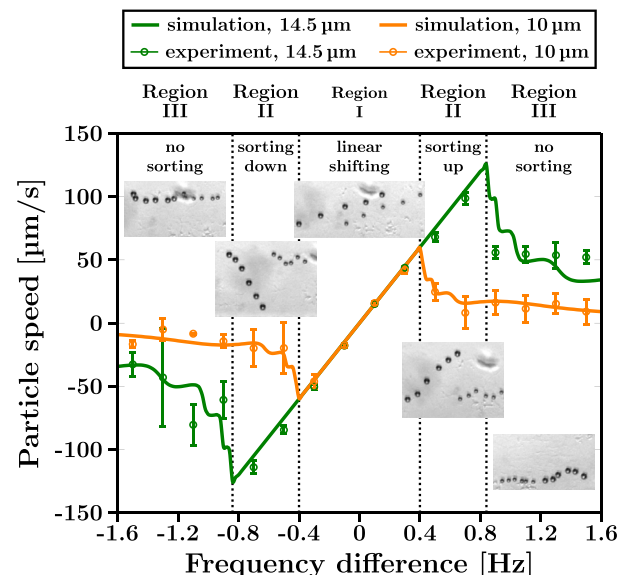 simulation, 14.5 µm simulation, 10 µm
experiment, 14.5 µm experiment, 10 µm
Region Region Region Region Region
III II I II III
no sorting linear sorting no
sorting down shifting up sorting
150
100
50
0
-50
-100
-150
Particle speed [µm/s]
-1.6 -1.2 -0.8 -0.4 0 0.4 0.8 1.2 1.6
Frequency difference [Hz]